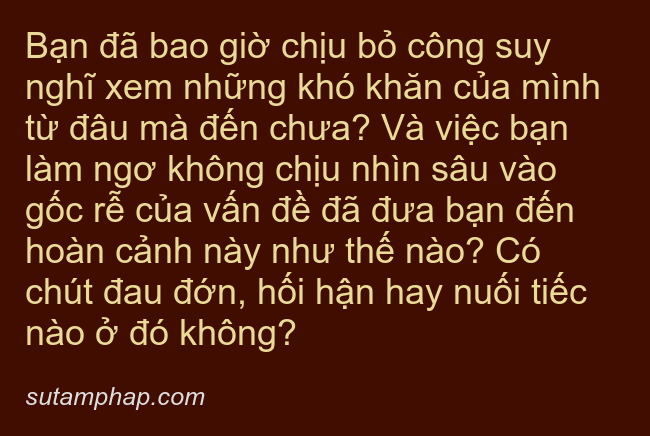 Bạn đã bao giờ chịu bỏ công suy
nghĩ xem những khó khăn của mình
từ đâu mà đến chưa? Và việc bạn
làm ngơ không chịu nhìn sâu vào
gốc rễ của vấn đề đã đưa bạn đến
hoàn cảnh này như thế nào? Có
chút đau đớn, hối hận hay nuối tiếc
nào ở đó không?
sutamphap.com